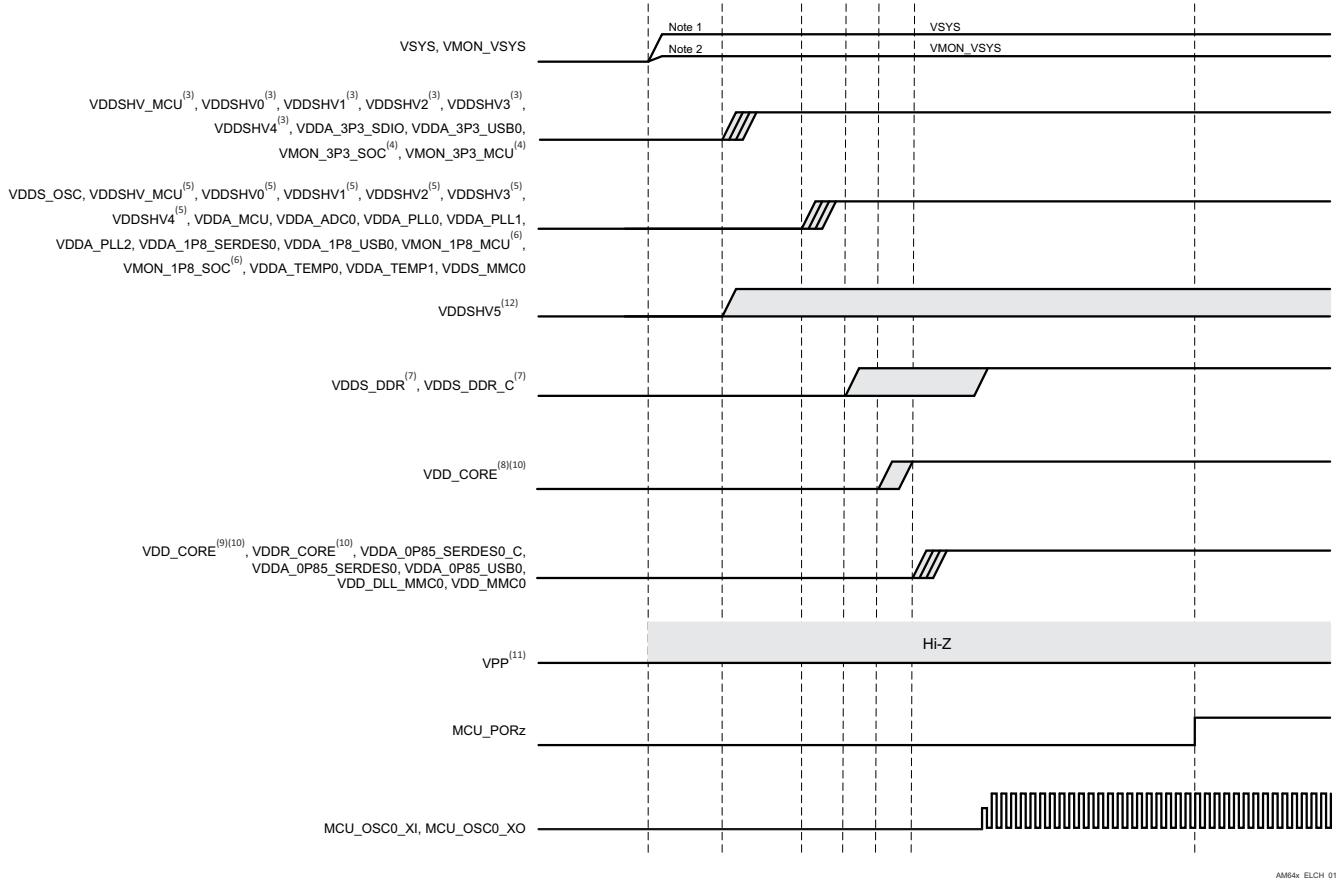 Note 1
VSYS
VSYS, VMON_VSYS
Note 2
VMON_VSYS
VDDSHV_MCU(3), VDDSHV0(3), VDDSHV1(3), VDDSHV2(3), VDDSHV3(3),
VDDSHV4(3), VDDA_3P3_SDIO, VDDA_3P3_USB0,
VMON_3P3_SOC(4), VMON_3P3_MCU(4)
VDDS_OSC, VDDSHV_MCU(5), VDDSHV0(5), VDDSHV1(5), VDDSHV2(5), VDDSHV3(5),
VDDSHV4(5), VDDA_MCU, VDDA_ADC0, VDDA_PLL0, VDDA_PLL1,
VDDA_PLL2, VDDA_1P8_SERDES0, VDDA_1P8_USB0, VMON_1P8_MCU(6),
VMON_1P8_SOC(6), VDDA_TEMP0, VDDA_TEMP1, VDDS_MMC0
VDDSHV5(12)
VDDS_DDR(7), VDDS_DDR_C(7)
VDD_CORE(8)(10)
VDD_CORE(9)(10), VDDR_CORE(10), VDDA_0P85_SERDES0_C,
VDDA_0P85_SERDES0, VDDA_0P85_USB0,
VDD_DLL_MMC0, VDD_MMC0
Hi-Z
VPP(11)
MCU_PORz
MCU_OSC0_XI, MCU_OSC0_XO
AM64x_ELCH_01